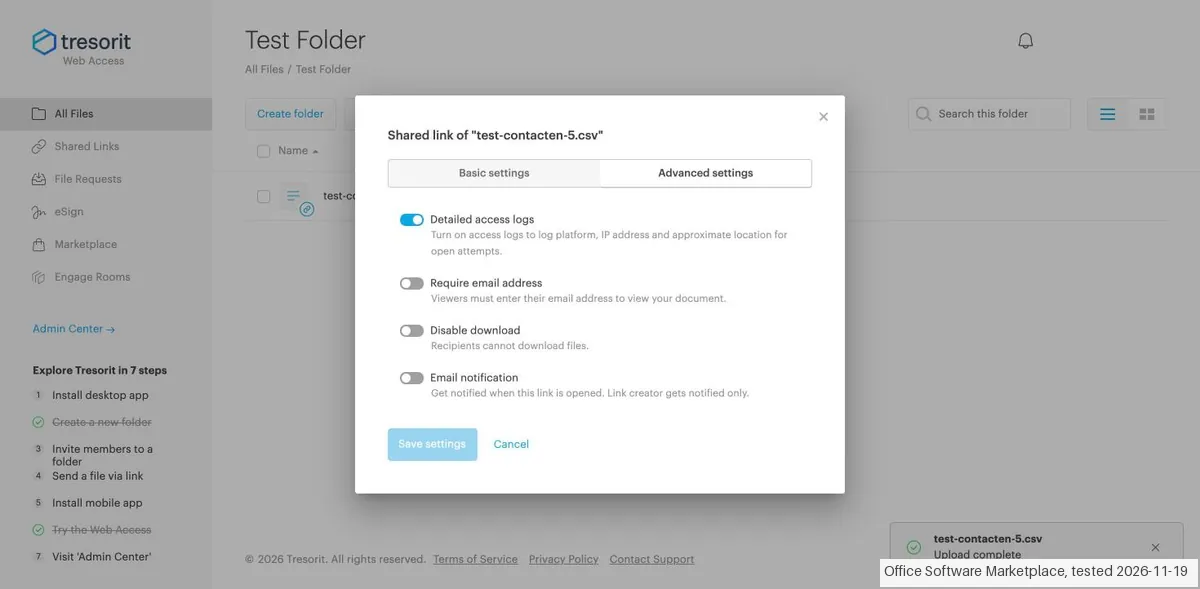 tresorit
Web Access
All Files
Shared Links
File Requests
eSign
Marketplace
Engage Rooms
Admin Center →
Explore Tresorit in 7 steps
1 Install desktop app
Create a new folder
3 Invite members to a
folder
4 Send a file via link
5 Install mobile app
Try the Web Access
7 Visit 'Admin Center'
Test Folder
All Files / Test Folder
Create folder
Search this folder
Name
test-co
Shared link of "test-contacten-5.csv"
Basic settings
Advanced settings
Detailed access logs
Turn on access logs to log platform, IP address and approximate location for
open attempts.
Require email address
Viewers must enter their email address to view your document.
Disable download
Recipients cannot download files.
Email notification
Get notified when this link is opened. Link creator gets notified only.
Save settings
Cancel
© 2026 Tresorit. All rights reserved. Terms of Service Privacy Policy Contact Support
test-contacten-5.csv
Upload complete
Office Software Marketplace, tested 2026-11-19